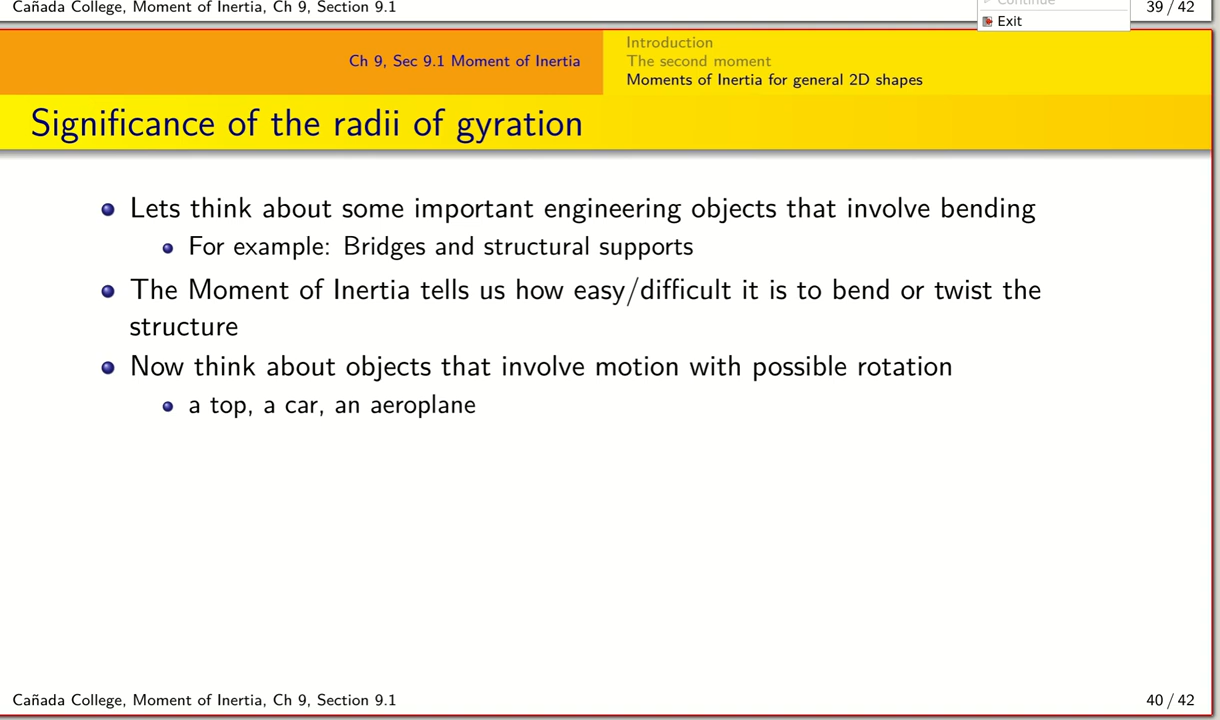 Cañada College, Moment of Inertia, Ch 9, Section 9.1
39 / 42
Continue
Exit
Ch 9, Sec 9.1 Moment of Inertia
Introduction
The second moment
Moments of Inertia for general 2D shapes
Significance of the radii of gyration
Lets think about some important engineering objects that involve bending
For example: Bridges and structural supports
The Moment of Inertia tells us how easy/difficult it is to bend or twist the
structure
Now think about objects that involve motion with possible rotation
a top, a car, an aeroplane
Cañada College, Moment of Inertia, Ch 9, Section 9.1
40 / 42